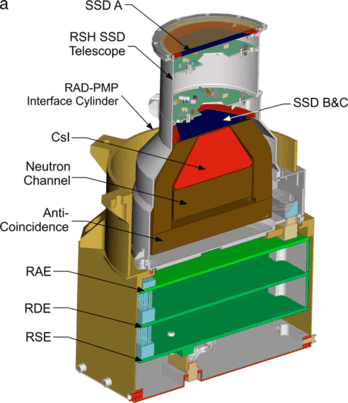 a
SSD A
RSH SSD
Telescope
RAD-PMP
Interface Cylinder
SSD B&C
CsI
Neutron
Channel
Anti-
Coincidence
RAE
RDE
RSE